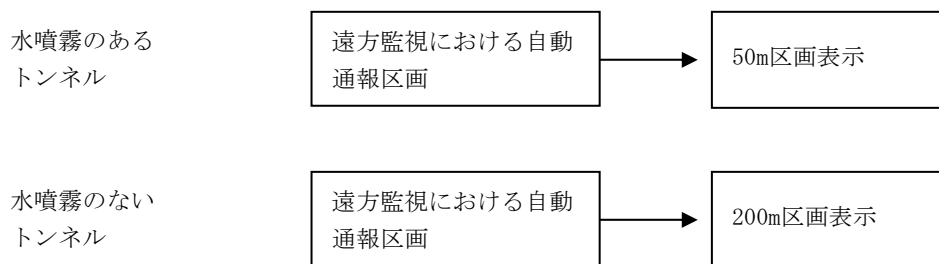 水噴霧のある
トンネル
遠方監視における自動
通報区画
50m区画表示
水噴霧のない
トンネル
遠方監視における自動
通報区画
200m区画表示